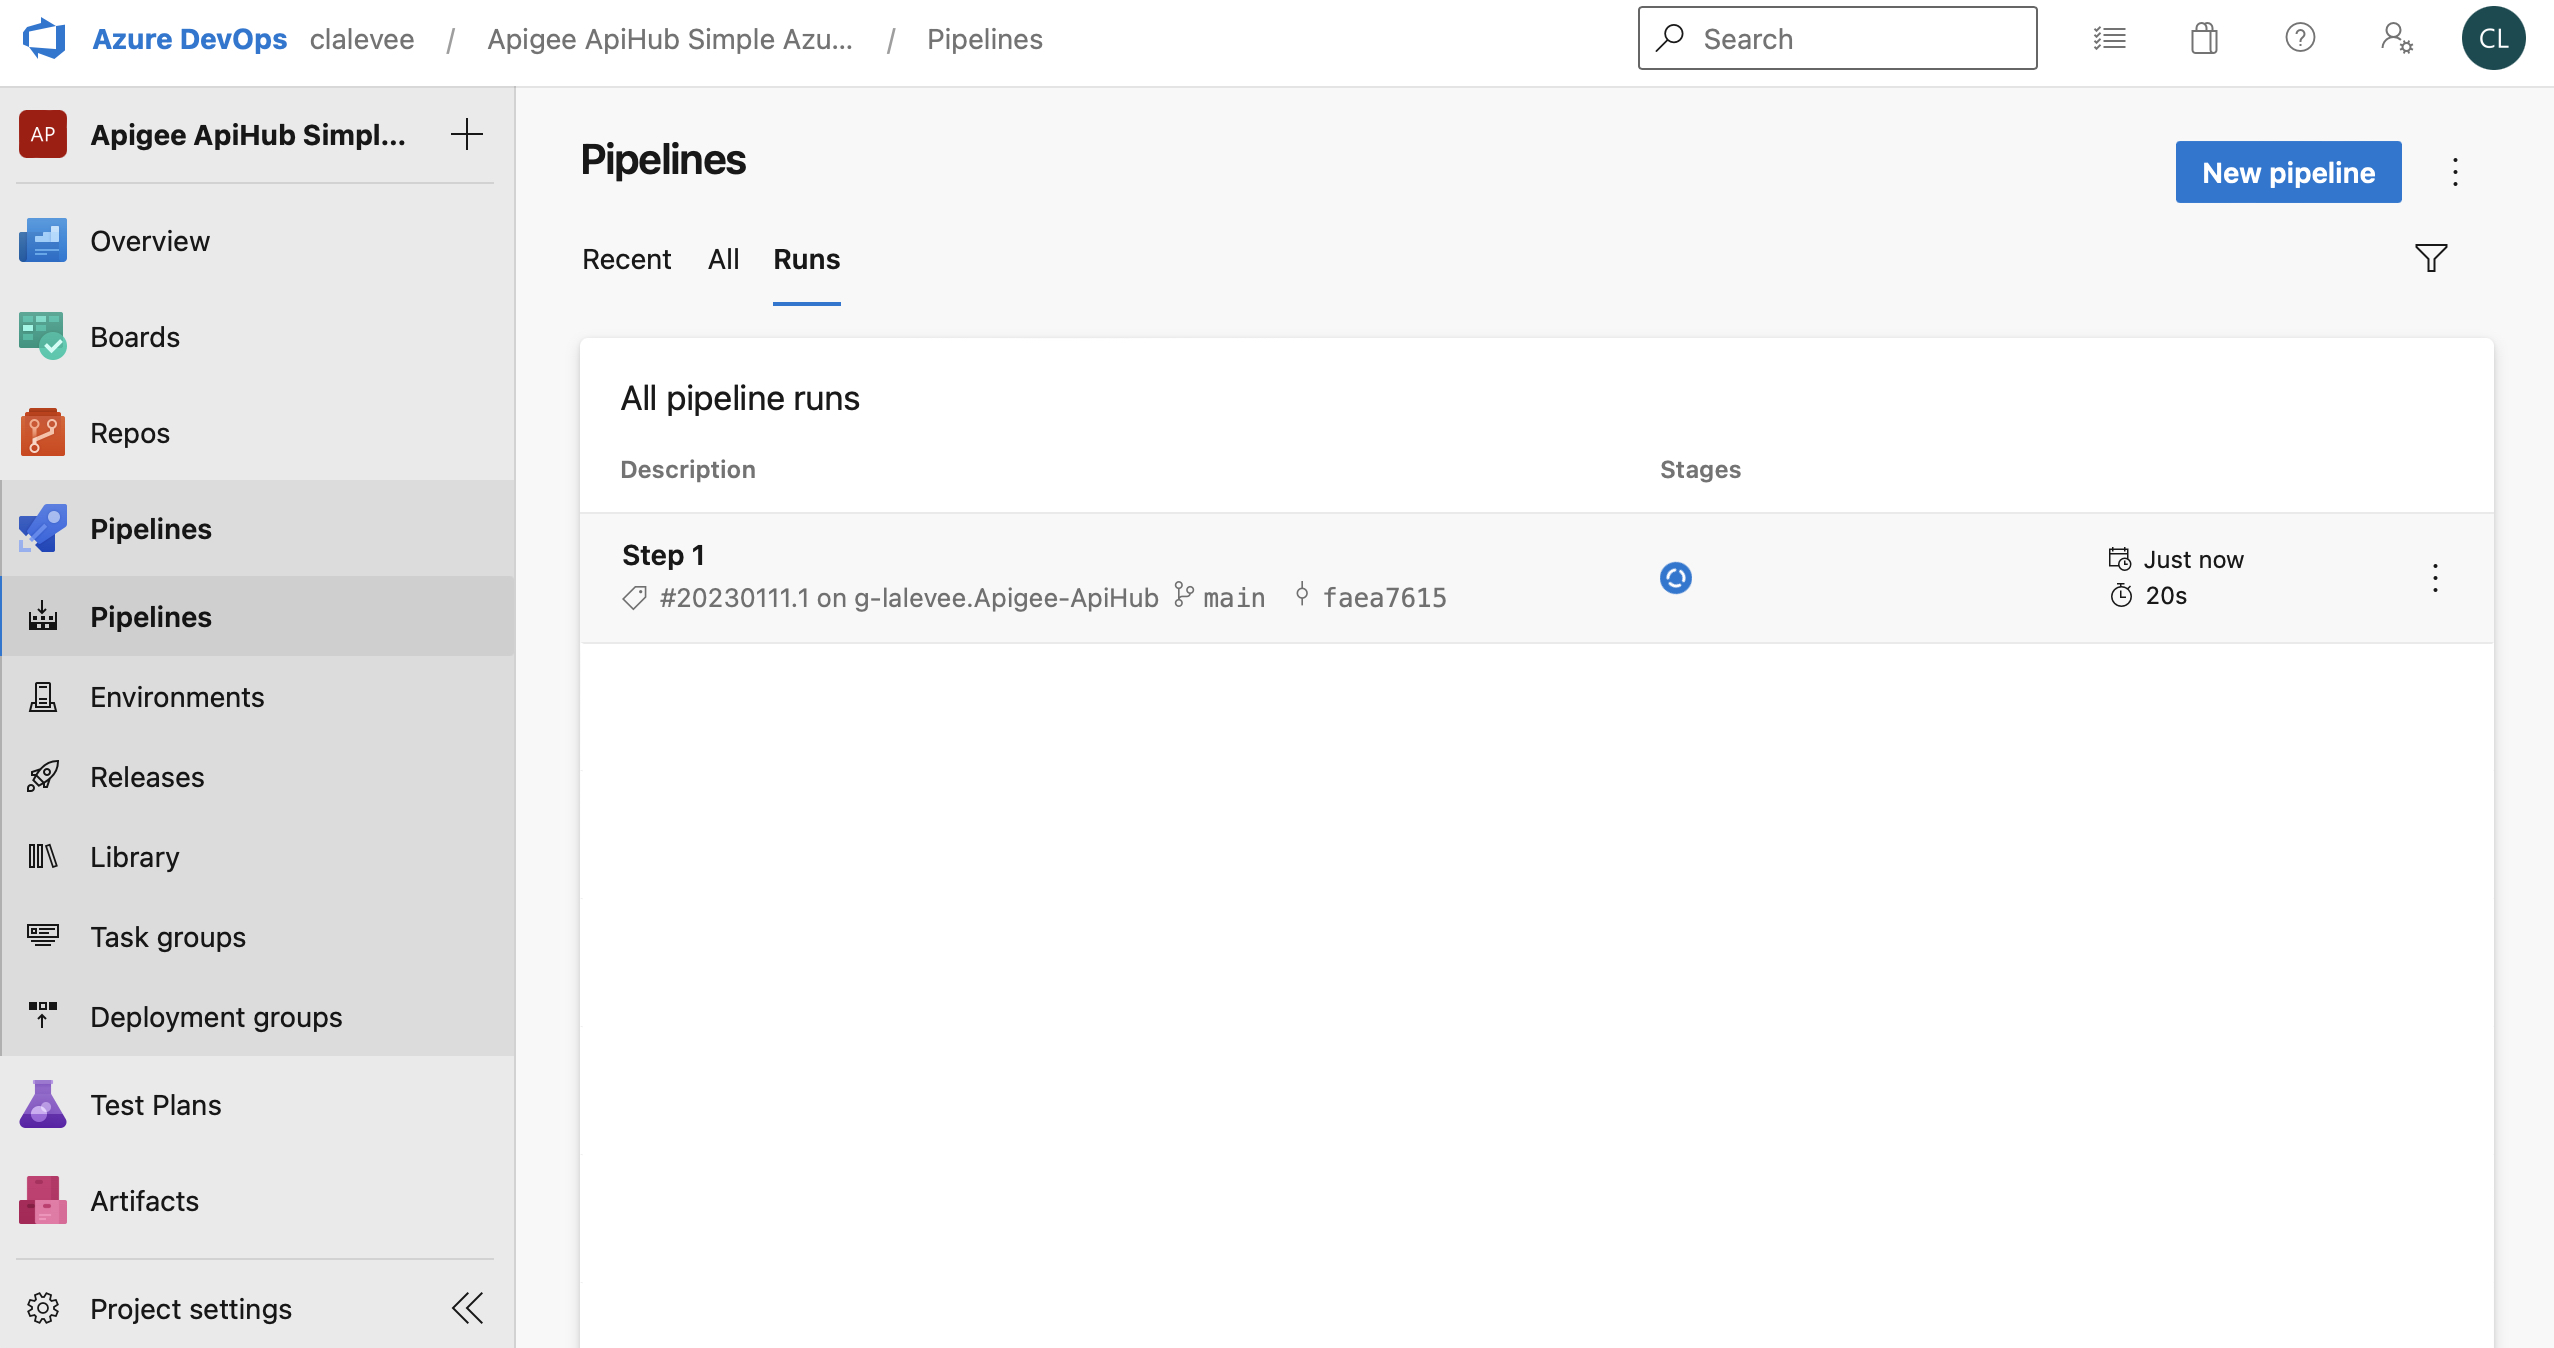 Azure DevOps clalevee / Apigee ApiHub Simple Azu... / Pipelines
Search
CL
AP Apigee ApiHub Simpl...
Overview
Boards
Repos
Pipelines
Pipelines
Environments
Releases
Library
Task groups
Deployment groups
Test Plans
Artifacts
Project settings
Pipelines
New pipeline
Recent All Runs
All pipeline runs
Description Stages
Step 1
#20230111.1 on g-lalevee.Apigee-ApiHub main faea7615
Just now
20s